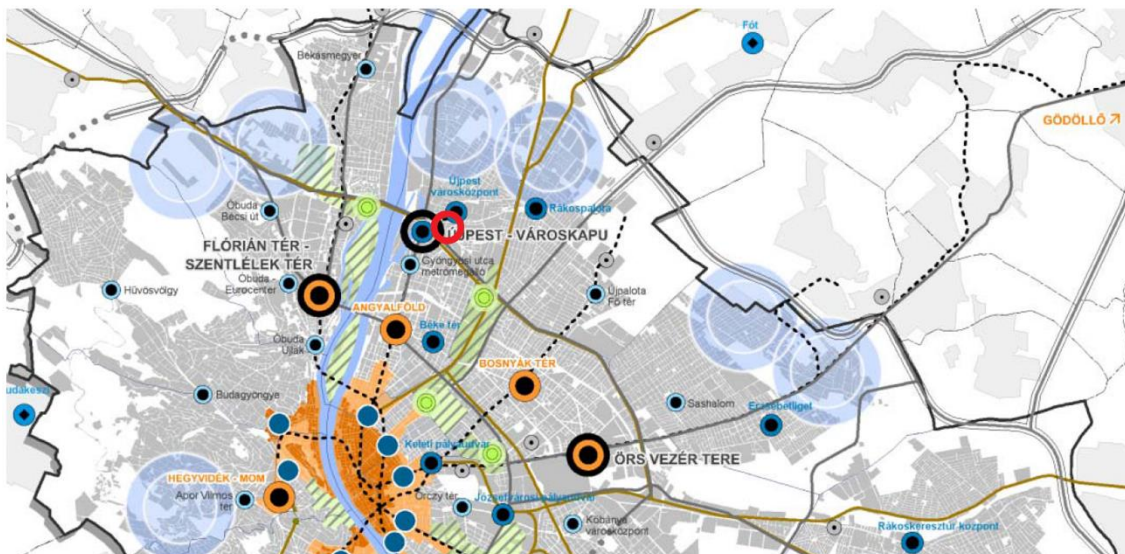 Fót
Békásmegyer
GÖDÖLLŐ
Újpest
városközpont
Óbuda
Bécsi út
Rákospalota
ÚJPEST - VÁROSKAPU
FLÓRIÁN TÉR -
SZENTLÉLEK TÉR
Gyöngyösi utca
metrómegálló
Óbuda
Eurocenter
Hűvösvölgy
Újpalota
Fő tér
ANGYALFÖLD
Béke tér
Óbuda
Újlak
BOSNYÁK TÉR
Budagyöngye
Sashalom
Erzsébetliget
Keleti pályaudvar
ÖRS VEZÉR TERE
HEGYVIDÉK - MOM
Apor Vilmos
tér
Orczy tér
Józsefvárosi pályaudvar
Kőbánya
városközpont
Rákoskeresztúr központ